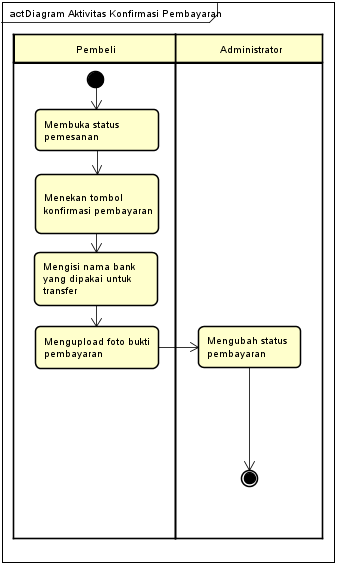 actDiagram Aktivitas Konfirmasi Pembayaran
Pembeli
Administrator
Membuka status
pemesanan
Menekan tombol
konfirmasi pembayaran
Mengisi nama bank
yang dipakai untuk
transfer
Mengupload foto bukti
pembayaran
Mengubah status
pembayaran